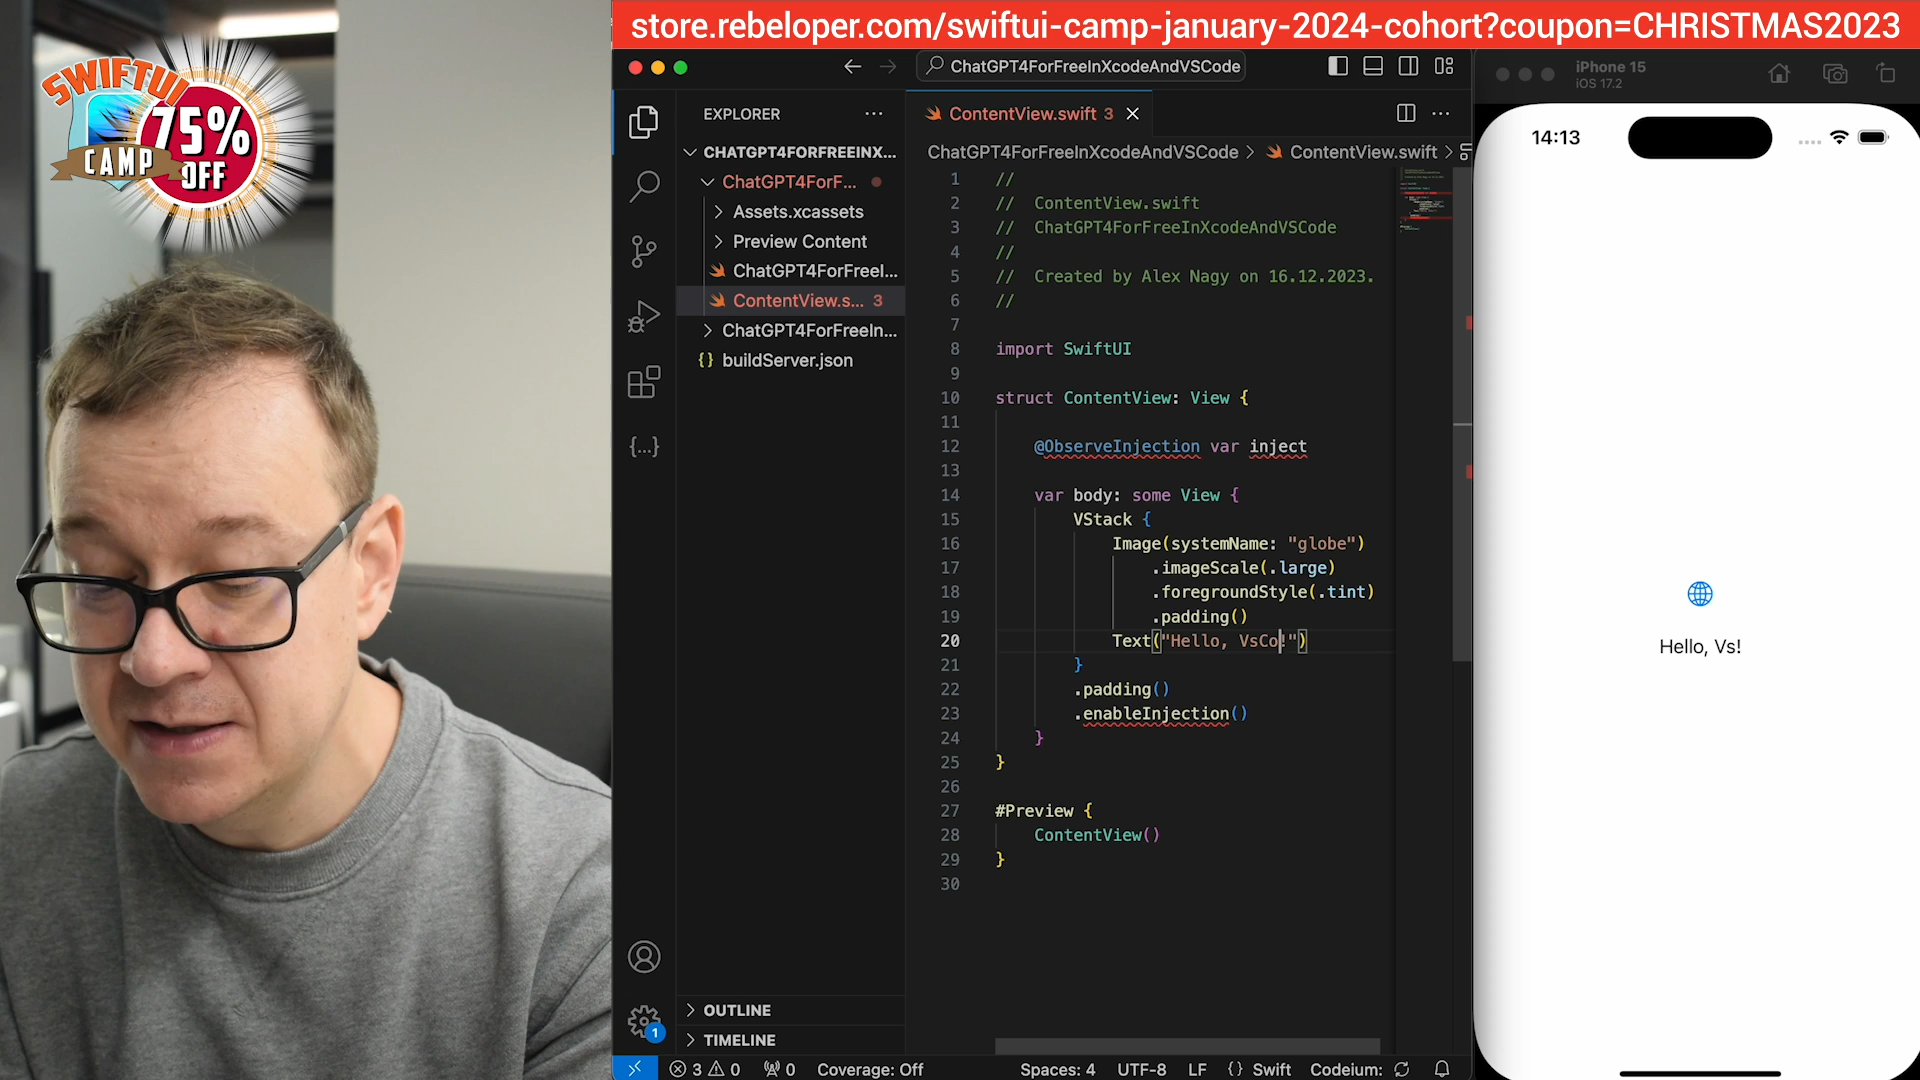 store.rebeloper.com/swiftui-camp-january-2024-cohort?coupon=CHRISTMAS2023
SWIFTUI
CAMP
75%
OFF
ChatGPT4ForFreeInXcodeAndVSCode
EXPLORER
CHATGPT4FORFREEINX...
ChatGPT4ForF...
Assets.xcassets
Preview Content
ChatGPT4ForFreeI...
ContentView.s... 3
ChatGPT4ForFreeIn...
{} buildServer.json
OUTLINE
TIMELINE
ContentView.swift 3
ChatGPT4ForFreeInXcodeAndVSCode > ContentView.swift >
1 //
2 //  ContentView.swift
3 //  ChatGPT4ForFreeInXcodeAndVSCode
4 //
5 //  Created by Alex Nagy on 16.12.2023.
6 //
7
8 import SwiftUI
9
10 struct ContentView: View {
11
12     @ObserveInjection var inject
13
14     var body: some View {
15         VStack {
16             Image(systemName: "globe")
17                 .imageScale(.large)
18                 .foregroundStyle(.tint)
19                 .padding()
20             Text("Hello, VsCo!")
21         }
22         .padding()
23         .enableInjection()
24     }
25 }
26
27 #Preview {
28     ContentView()
29 }
30
1
3 0 0 Coverage: Off Spaces: 4 UTF-8 LF {} Swift Codeium:
iPhone 15
iOS 17.2
14:13
Hello, Vs!